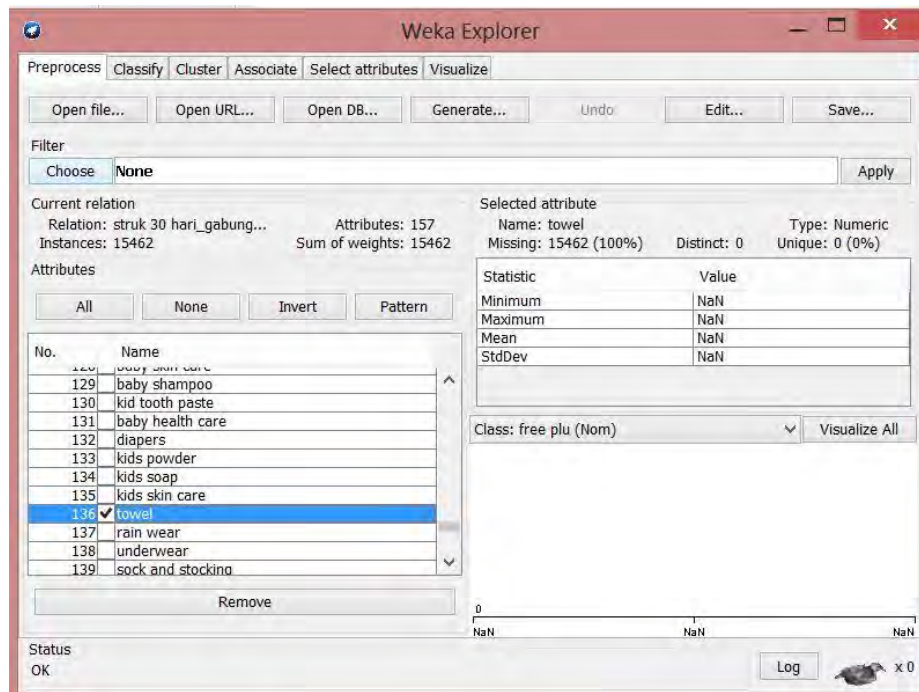 Weka Explorer
Preprocess Classify Cluster Associate Select attributes Visualize
Open file... Open URL... Open DB... Generate... Undo Edit... Save...
Filter
Choose None Apply
Current relation
Relation: struk 30 hari_gabung... Attributes: 157
Instances: 15462 Sum of weights: 15462
Attributes
All None Invert Pattern
No. Name
128 baby skin care
129 baby shampoo
130 kid tooth paste
131 baby health care
132 diapers
133 kids powder
134 kids soap
135 kids skin care
136 towel
137 rain wear
138 underwear
139 sock and stocking
Remove
Selected attribute
Name: towel Type: Numeric
Missing: 15462 (100%) Distinct: 0 Unique: 0 (0%)
Statistic Value
Minimum NaN
Maximum NaN
Mean NaN
StdDev NaN
Class: free plu (Nom) Visualize All
0
NaN NaN NaN
Status
OK
Log x 0